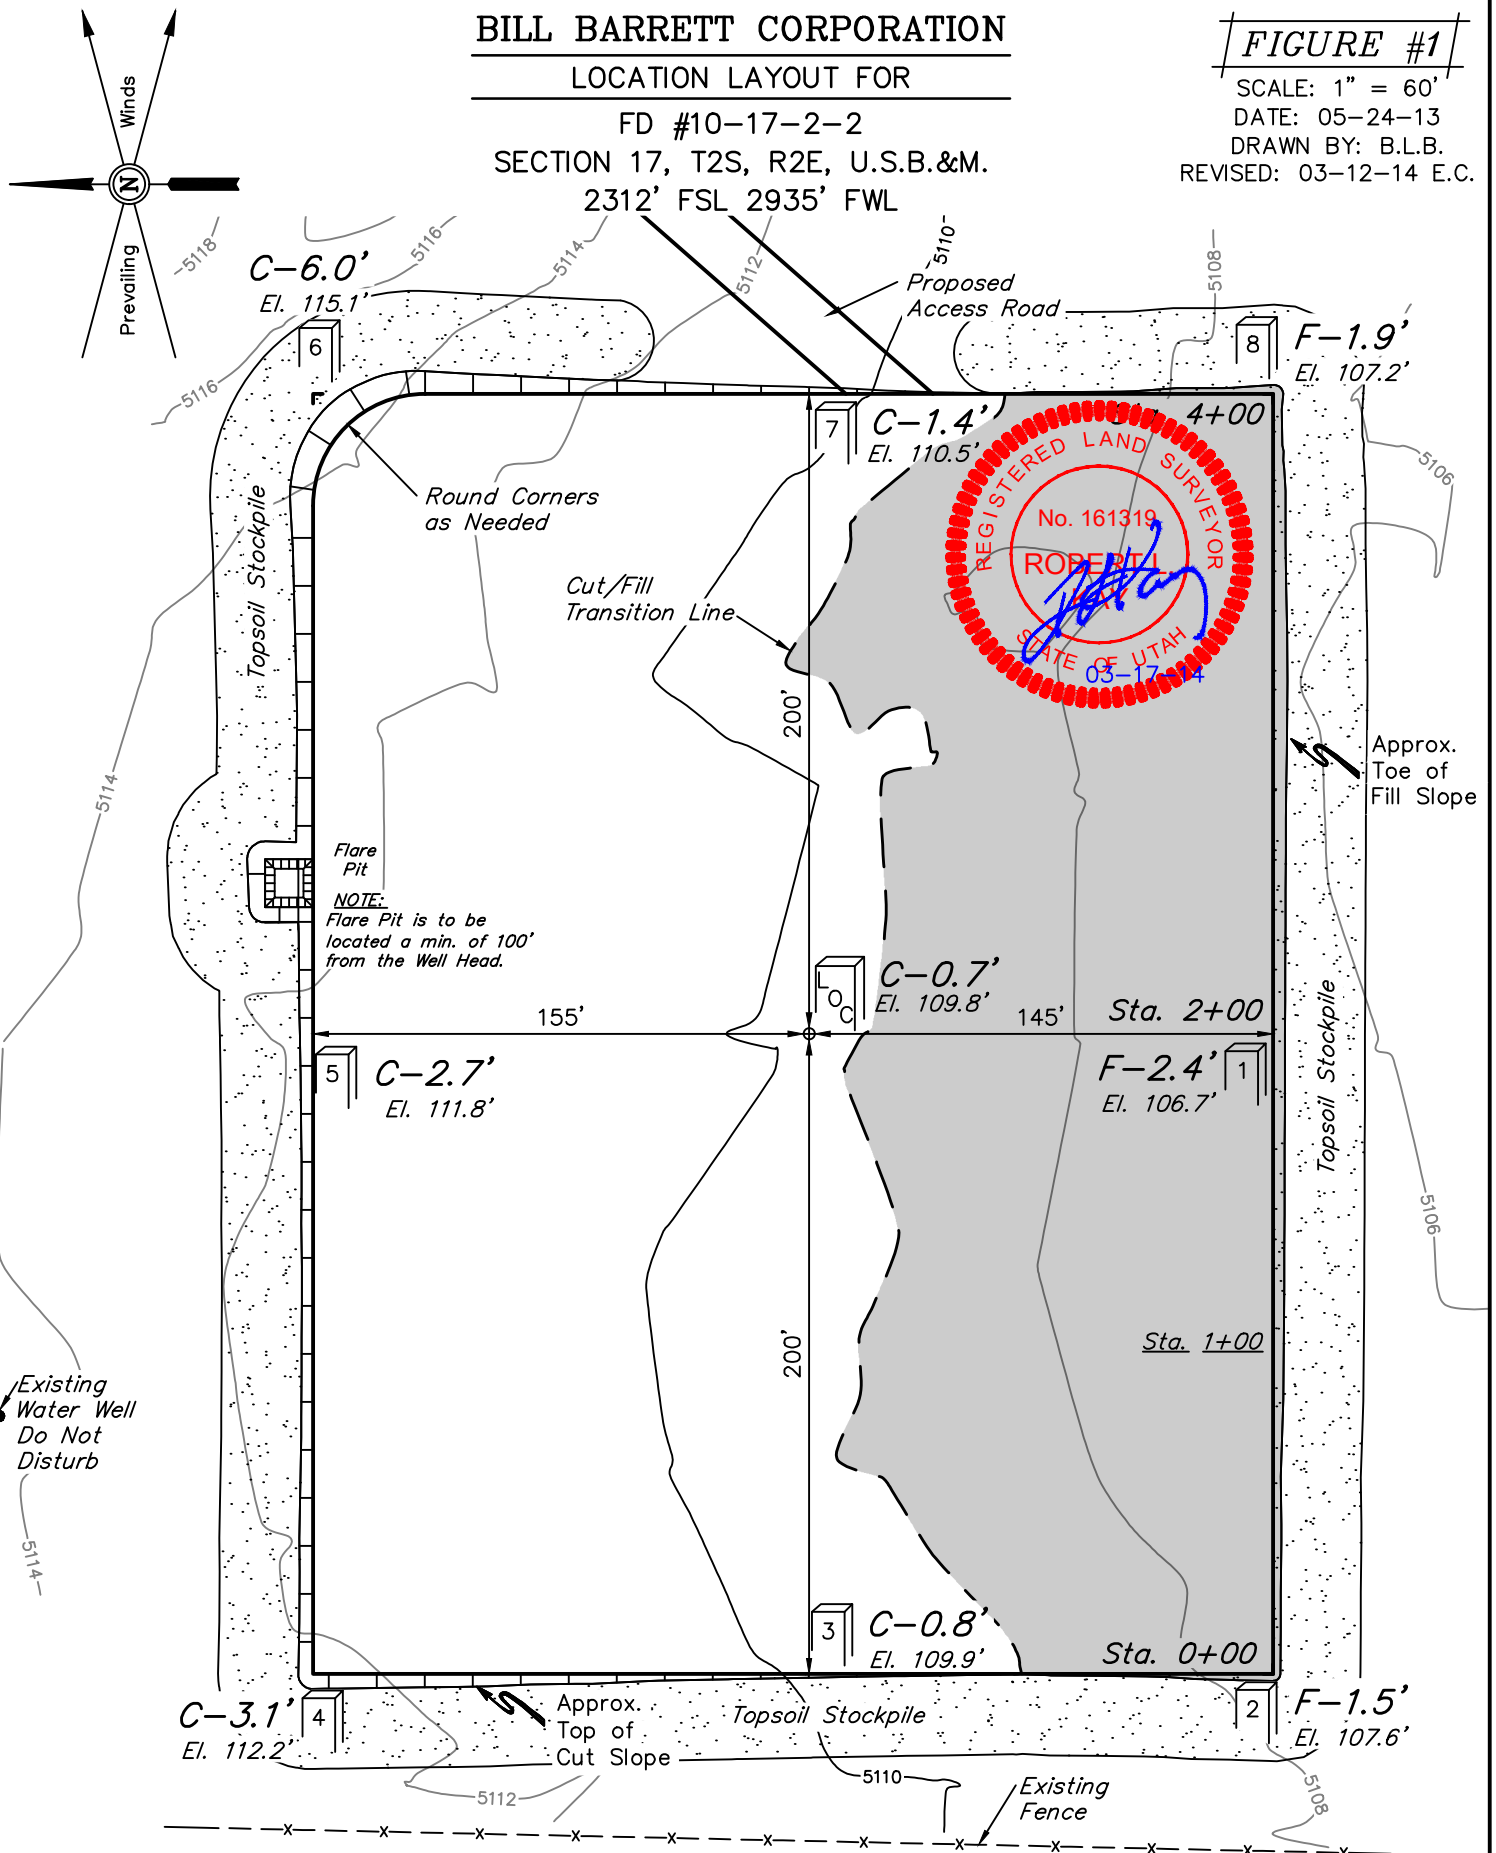 BILL BARRETT CORPORATION
LOCATION LAYOUT FOR
FD #10-17-2-2
SECTION 17, T2S, R2E, U.S.B.&M.
2312' FSL 2935' FWL
FIGURE #1
SCALE: 1" = 60'
DATE: 05-24-13
DRAWN BY: B.L.B.
REVISED: 03-12-14 E.C.
Winds
N
Prevailing
5118
5116
5114
5112
5110
5108
C-6.0'
El. 115.1'
6
Proposed
Access Road
8
F-1.9'
El. 107.2'
5116
7
C-1.4'
El. 110.5'
4+00
5106
REGISTERED LAND SURVEYOR
No. 161319
ROBERT L.
STATE OF UTAH
03-17-14
Round Corners
as Needed
Topsoil Stockpile
Cut/Fill
Transition Line
200'
Approx.
Toe of
Fill Slope
5114
Flare
Pit
NOTE:
Flare Pit is to be
located a min. of 100'
from the Well Head.
LOC
C-0.7'
El. 109.8'
155'
145'
Sta. 2+00
Topsoil Stockpile
5
C-2.7'
El. 111.8'
F-2.4'
El. 106.7'
1
5106
200'
Sta. 1+00
Existing
Water Well
Do Not
Disturb
5114
3
C-0.8'
El. 109.9'
Sta. 0+00
C-3.1'
El. 112.2'
4
Approx.
Top of
Cut Slope
Topsoil Stockpile
2
F-1.5'
El. 107.6'
5112
5110
Existing
Fence
5108